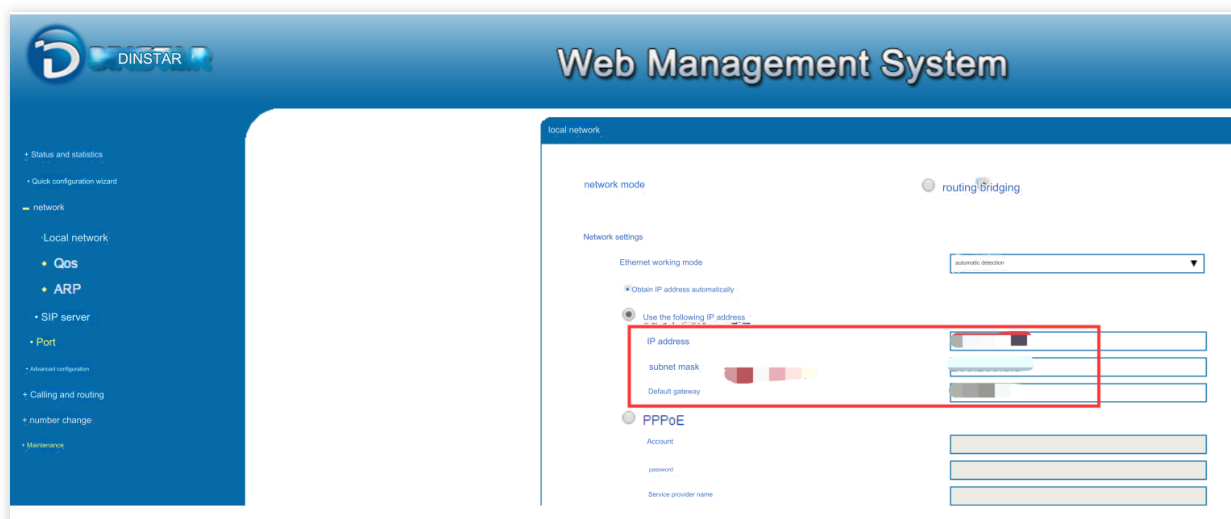 DINSTAR
Web Management System
+ Status and statistics
• Quick configuration wizard
– network
·Local network
• Qos
• ARP
• SIP server
• Port
• Advanced configuration
+ Calling and routing
+ number change
• Maintenance
local network
network mode
routing bridging
Network settings
Ethernet working mode
automatic detection
Obtain IP address automatically
Use the following IP address
IP address
subnet mask
Default gateway
PPPoE
Account
password
Service provider name